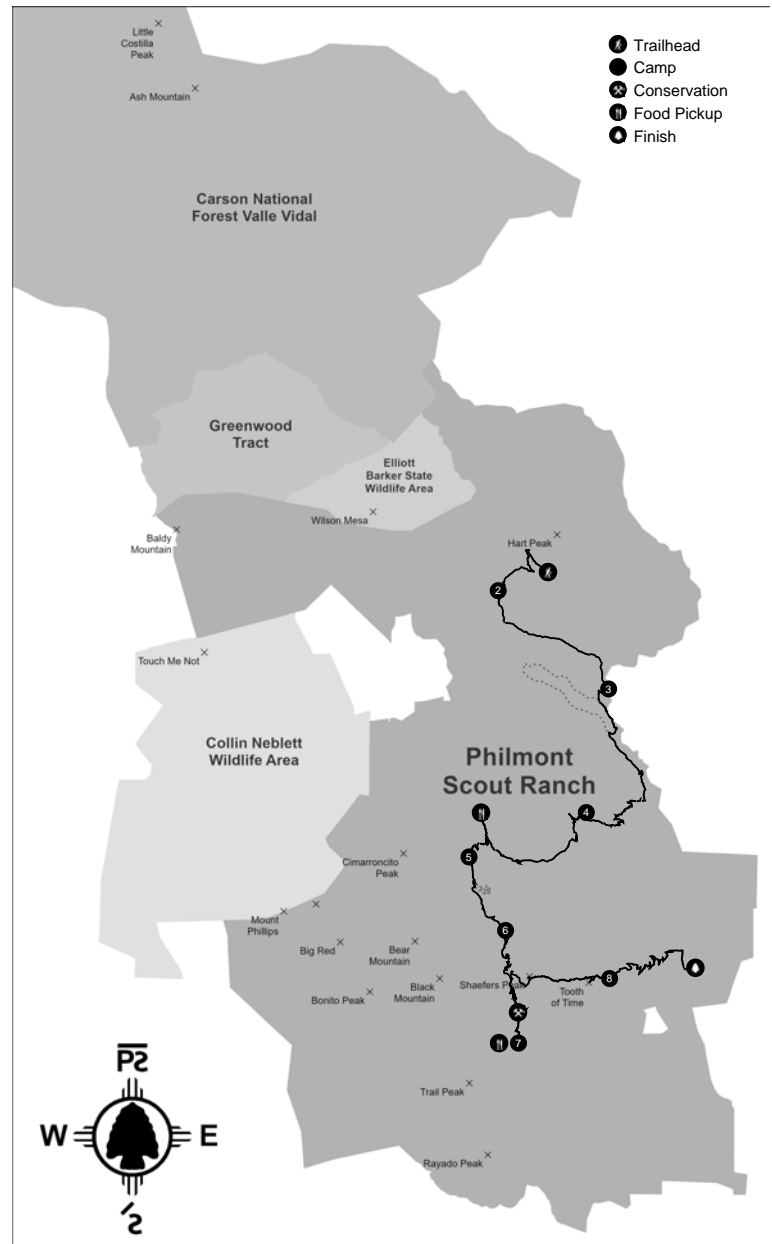 Little
Costilla
Peak
Ash Mountain
Trailhead
Camp
Conservation
Food Pickup
Finish
Carson National
Forest Valle Vidal
Greenwood
Tract
Elliott
Barker State
Wildlife Area
Wilson Mesa
Baldy
Mountain
Hart Peak
2
3
Touch Me Not
Collin Neblett
Wildlife Area
Philmont
Scout Ranch
4
5
Cimarroncito
Peak
6
Mount
Phillips
Big Red
Bear
Mountain
Black
Mountain
Bonito Peak
Shaefers Peak
8
Tooth
of Time
7
Trail Peak
Rayado Peak
W
E